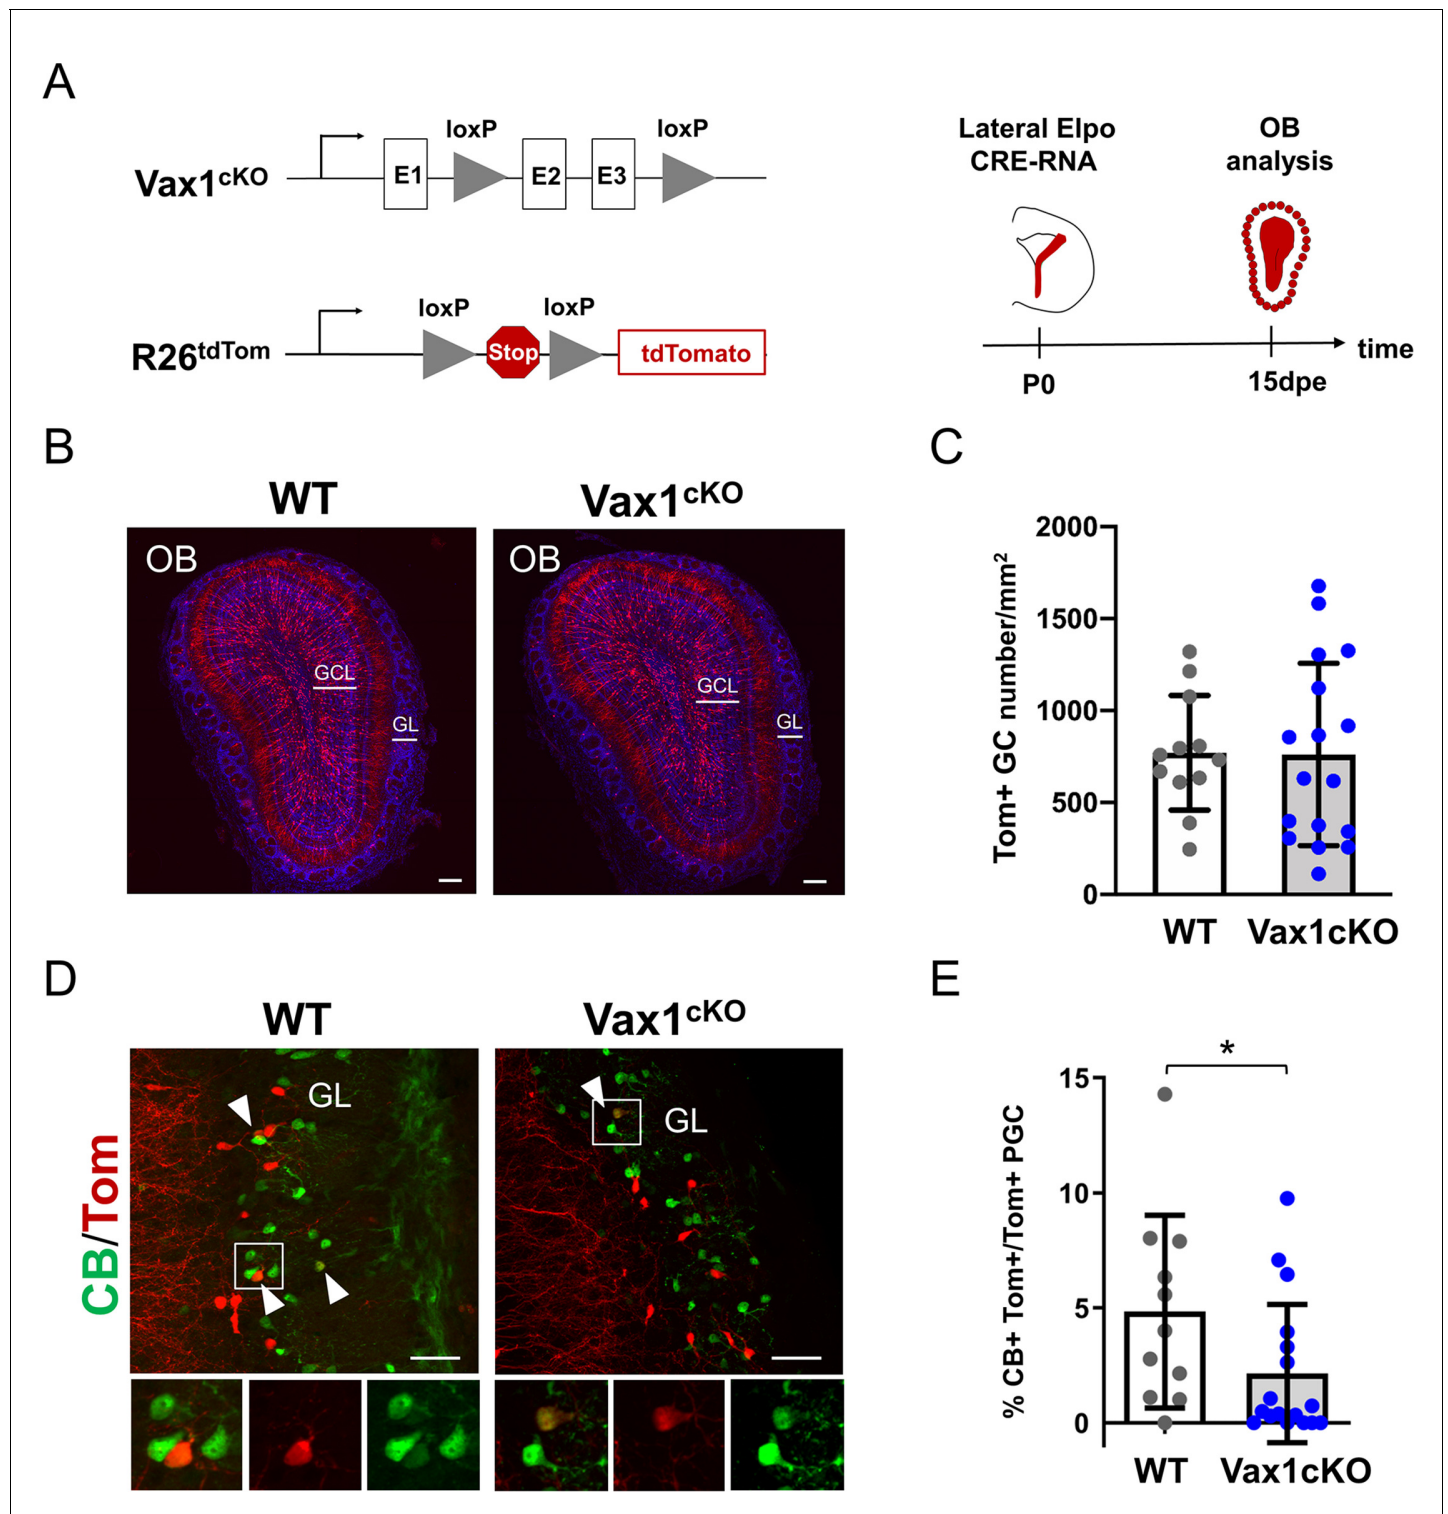 A
Vax1cKO
E1
loxP
E2
E3
loxP
R26tdTom
loxP
Stop
loxP
tdTomato
Lateral Elpo
CRE-RNA
OB
analysis
P0
15dpe
time
B
WT
Vax1cKO
OB
GCL
GL
OB
GCL
GL
C
Tom+ GC number/mm2
2000
1500
1000
500
0
WT
Vax1cKO
D
WT
Vax1cKO
CB/Tom
GL
GL
E
% CB+ Tom+/Tom+ PGC
*
15
10
5
0
WT
Vax1cKO